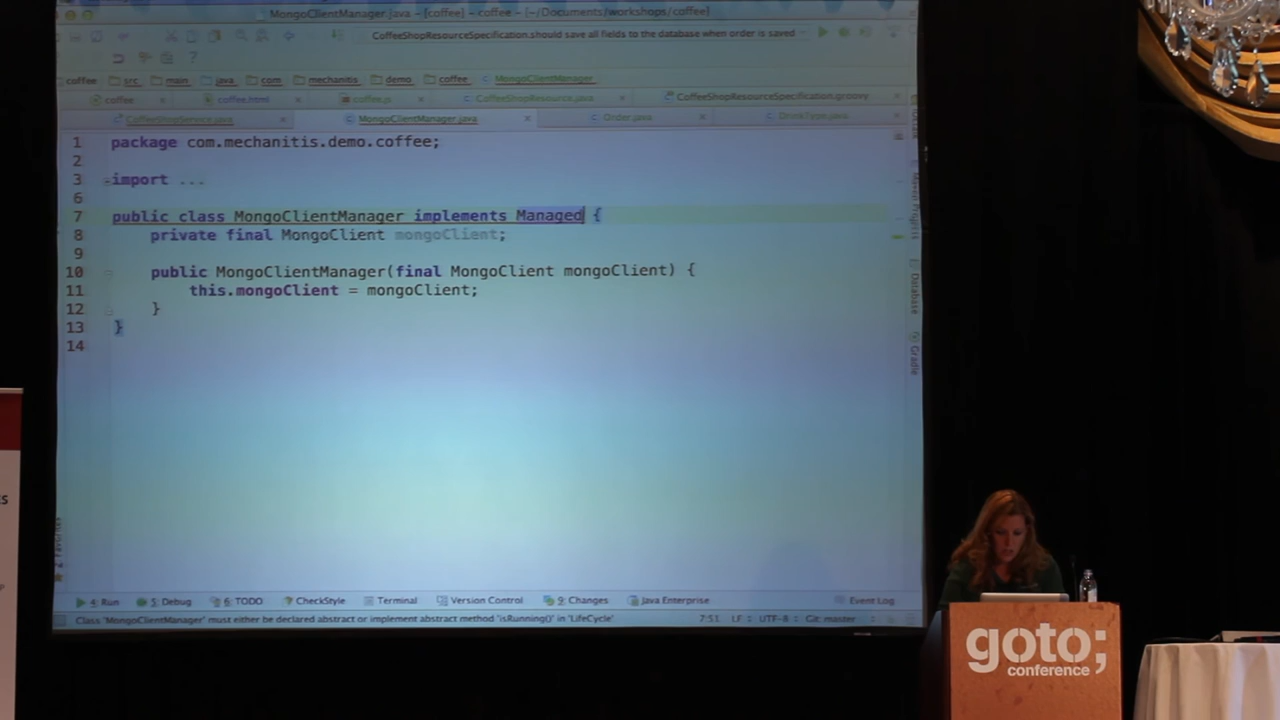 MongoClientManager.java – [coffee] – coffee – [~/Documents/workshops/coffee]
CoffeeShopResourceSpecification.should save all fields to the database when order is saved
coffee src main java com mechanitis demo coffee MongoClientManager
coffee coffee.html coffee.js CoffeeShopResource.java CoffeeShopResourceSpecification.groovy
CoffeeShopService.java MongoClientManager.java Order.java DrinkType.java
1 package com.mechanitis.demo.coffee;
2
3 import ...
6
7 public class MongoClientManager implements Managed {
8 private final MongoClient mongoClient;
9
10 public MongoClientManager(final MongoClient mongoClient) {
11 this.mongoClient = mongoClient;
12 }
13 }
14
Maven Projects
Database
Gradle
2: Favorites
4: Run 5: Debug 6: TODO CheckStyle Terminal Version Control 9: Changes Java Enterprise Event Log
Class 'MongoClientManager' must either be declared abstract or implement abstract method 'isRunning()' in 'LifeCycle' 7:51 LF UTF-8 Git: master
goto;
conference